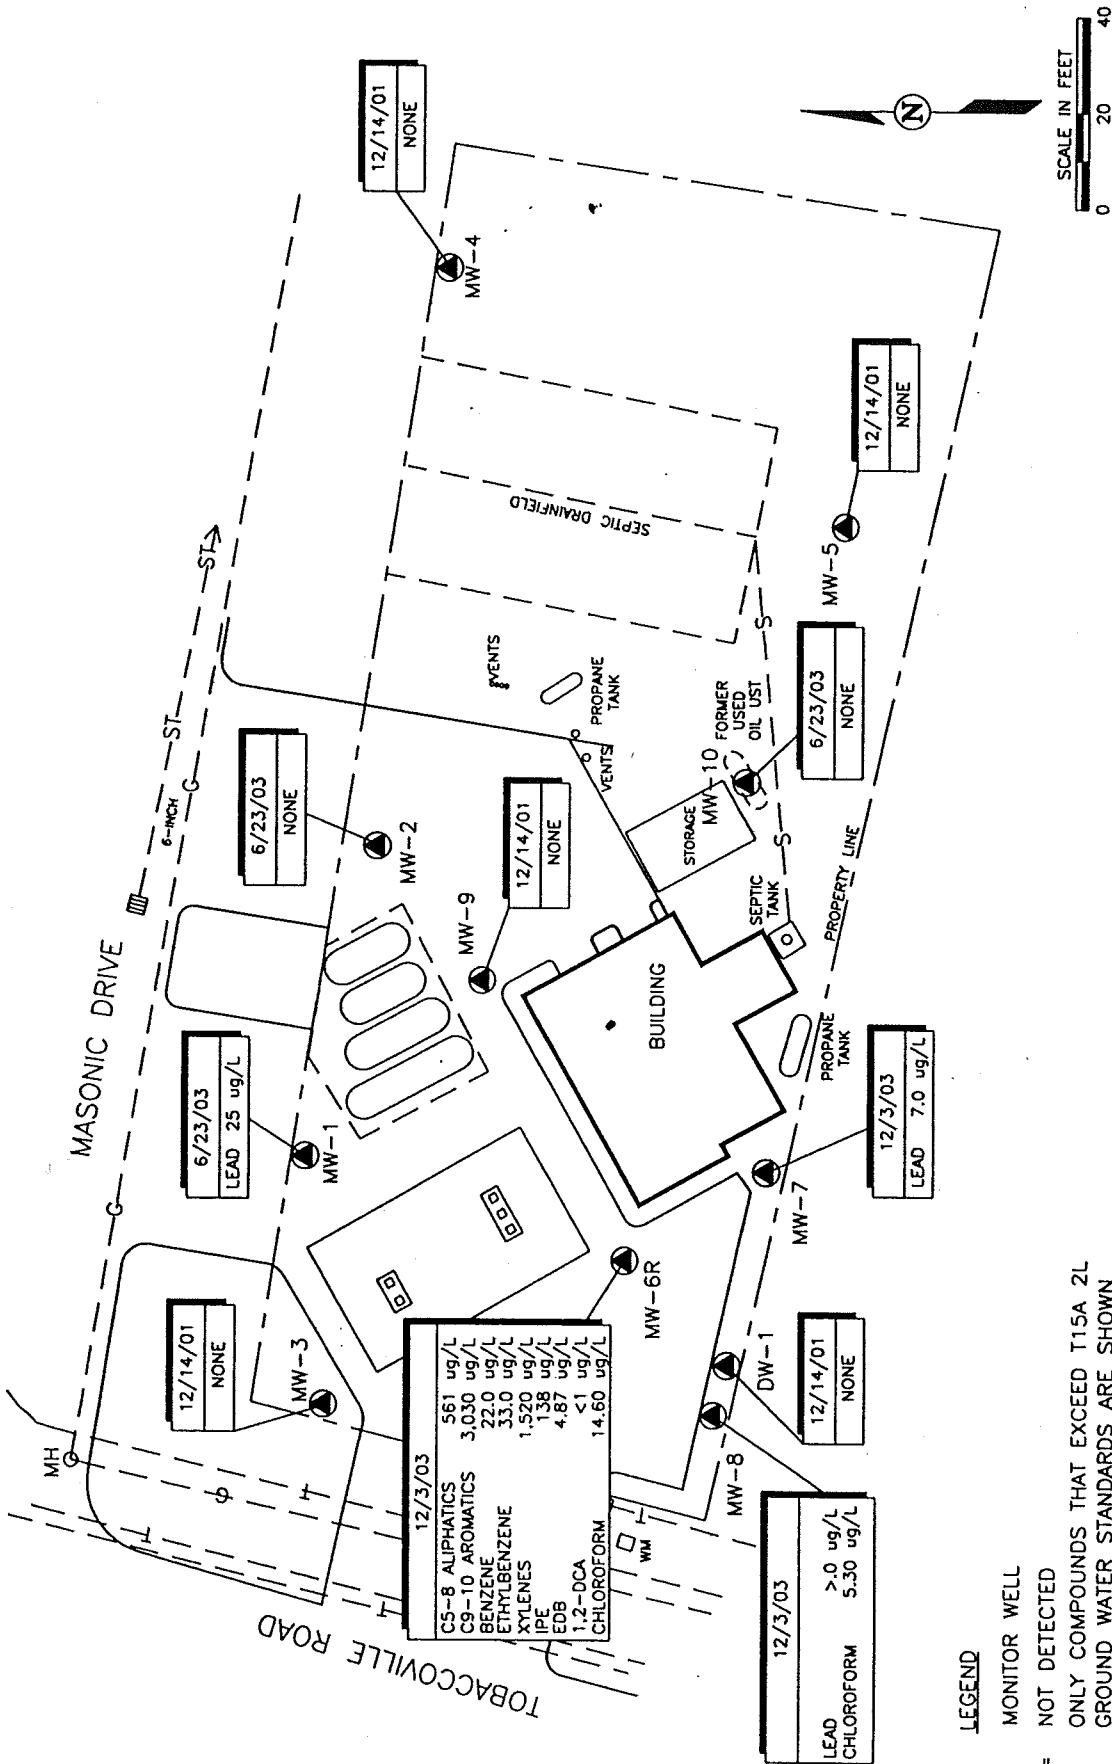 MASONIC DRIVE
TOBACCOVILLE ROAD
MH
G
6-INCH
G
ST
ST
G
T
T
T
T
12/14/01
NONE
MW-3
6/23/03
LEAD 25 ug/L
MW-1
6/23/03
NONE
MW-2
12/14/01
NONE
MW-4
12/14/01
NONE
MW-9
12/14/01
NONE
MW-5
6/23/03
NONE
MW-10
FORMER
USED
OIL UST
VENTS
PROPANE
TANK
VENTS
SEPTIC DRAINFIELD
S
S
STORAGE
SEPTIC
TANK
BUILDING
PROPANE
TANK
PROPERTY LINE
12/3/03
C5-8 ALIPHATICS 561 ug/L
C9-10 AROMATICS 3,030 ug/L
BENZENE 22.0 ug/L
ETHYLBENZENE 33.0 ug/L
XYLENES 1,520 ug/L
IPE 138 ug/L
EDB 4.87 ug/L
1,2-DCA <1 ug/L
CHLOROFORM 14.60 ug/L
MW-6R
WM
12/3/03
LEAD 7.0 ug/L
MW-7
12/14/01
NONE
DW-1
12/3/03
LEAD >.0 ug/L
CHLOROFORM 5.30 ug/L
MW-8
N
SCALE IN FEET
0 20 40
LEGEND
MONITOR WELL
= NOT DETECTED
ONLY COMPOUNDS THAT EXCEED T15A 2L
GROUND WATER STANDARDS ARE SHOWN